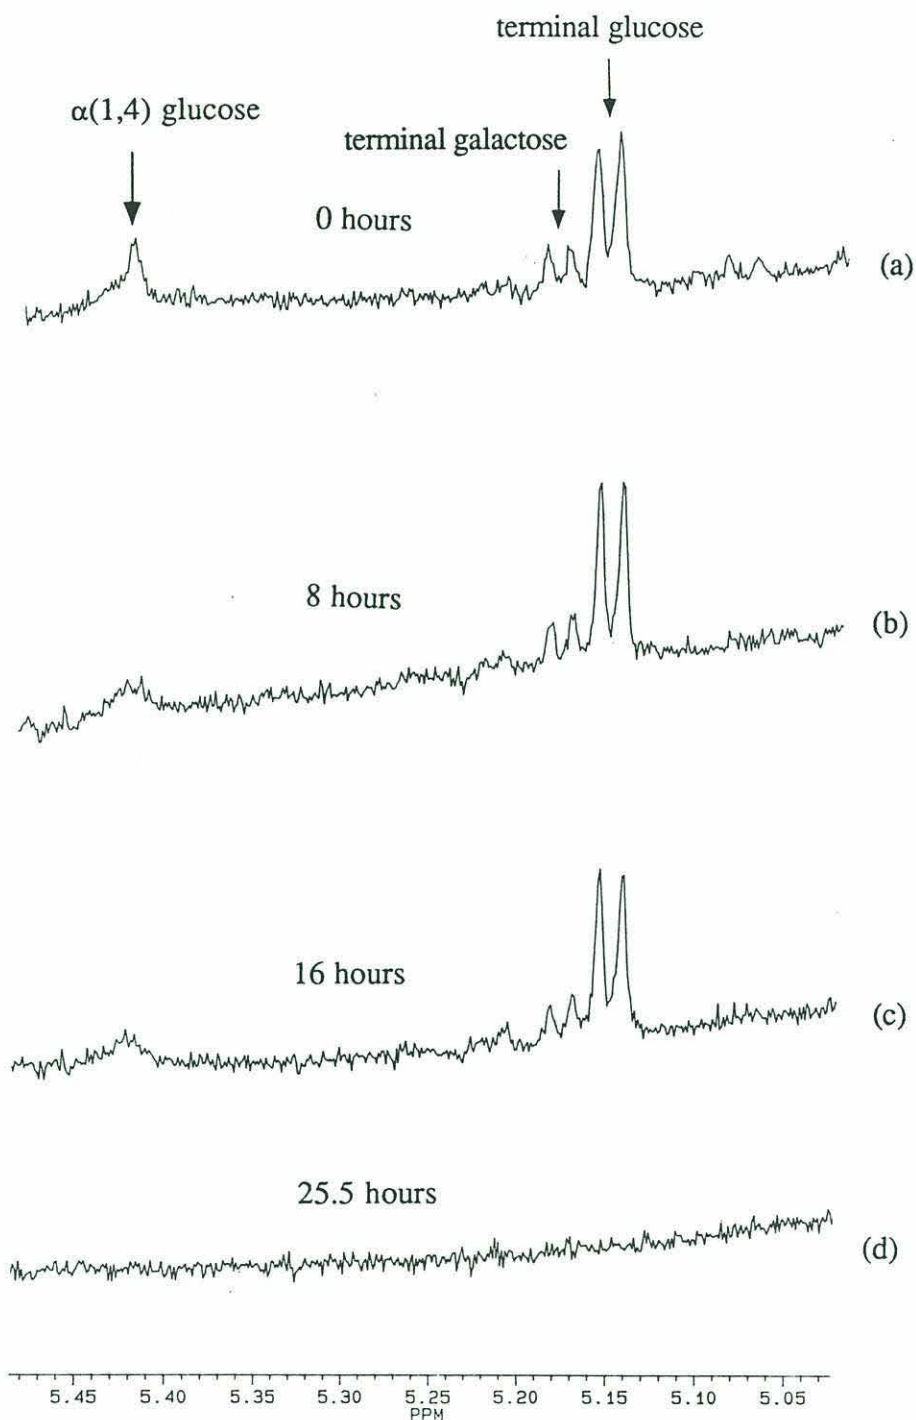 terminal glucose
α(1,4) glucose
terminal galactose
0 hours
(a)
8 hours
(b)
16 hours
(c)
25.5 hours
(d)
5.45 5.40 5.35 5.30 5.25 5.20 5.15 5.10 5.05
PPM